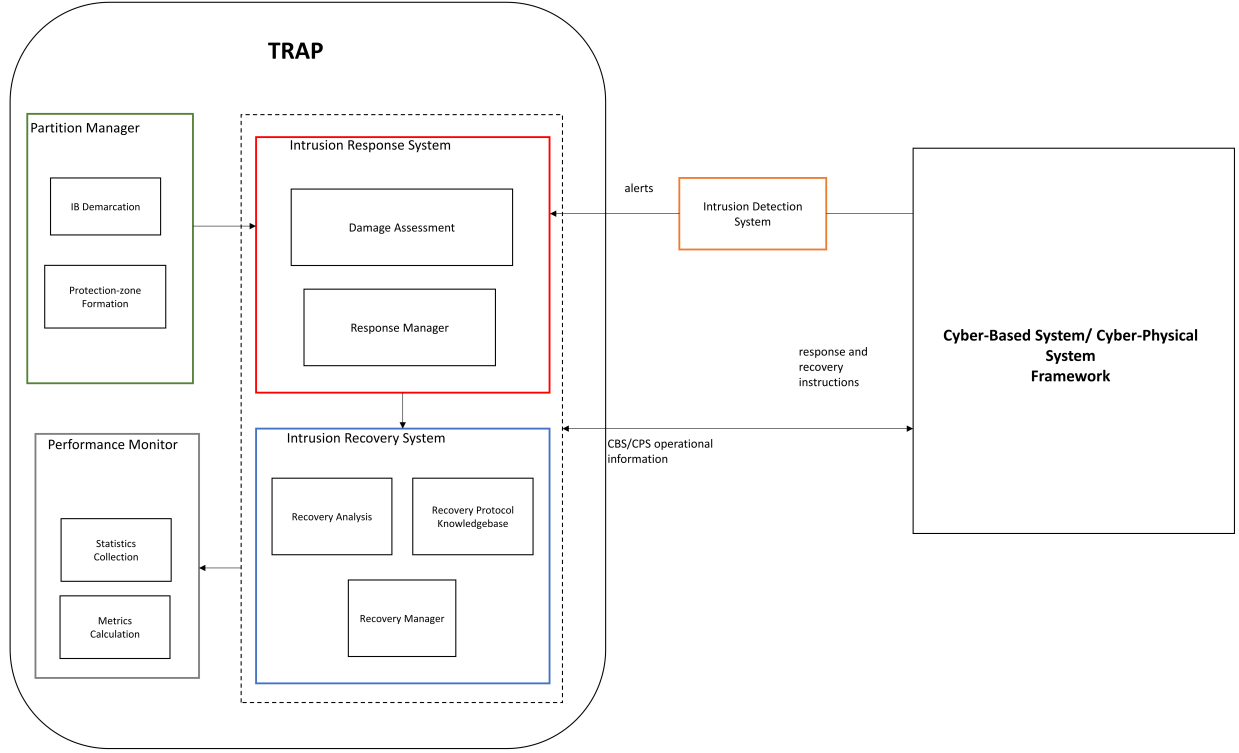 TRAP
Partition Manager
IB Demarcation
Protection-zone
Formation
Intrusion Response System
Damage Assessment
Response Manager
alerts
Intrusion Detection
System
Cyber-Based System/ Cyber-Physical
System
Framework
response and
recovery
instructions
CBS/CPS operational
information
Performance Monitor
Statistics
Collection
Metrics
Calculation
Intrusion Recovery System
Recovery Analysis
Recovery Protocol
Knowledgebase
Recovery Manager